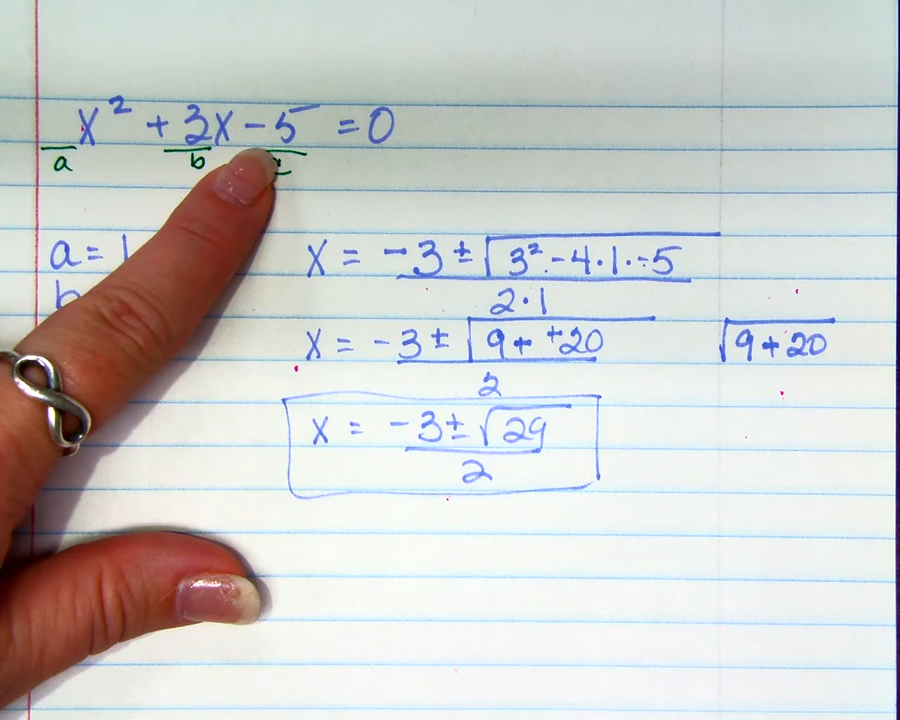 x² + 3x - 5 = 0
a b c
a = 1
b
x = -3 ± √3² - 4·1·-5
2·1
x = -3 ± √9 + +20 √9 + 20
2
x = -3 ± √29
2